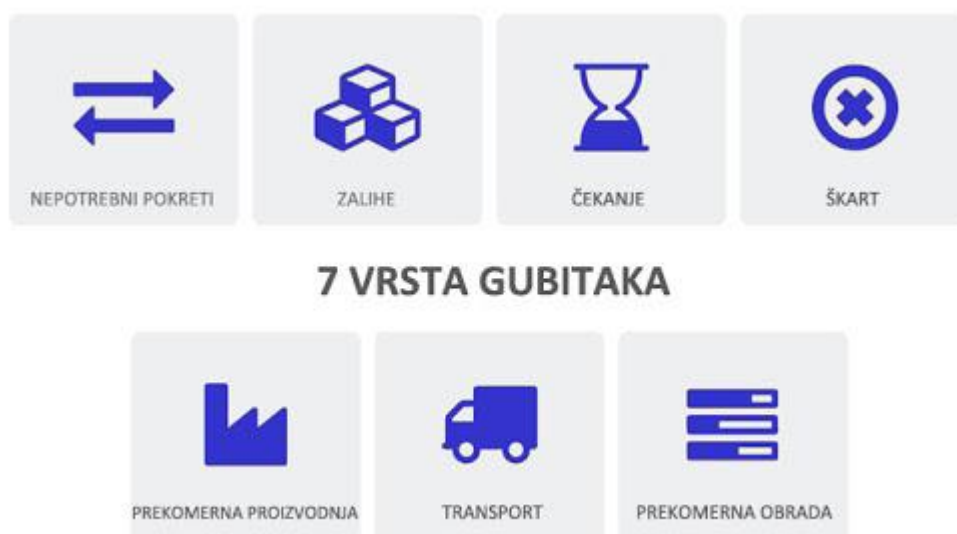 NEPOTREBNI POKRETI
ZALIHE
ČEKANJE
ŠKART
7 VRSTA GUBITAKA
PREKOMERNA PROIZVODNJA
TRANSPORT
PREKOMERNA OBRADA